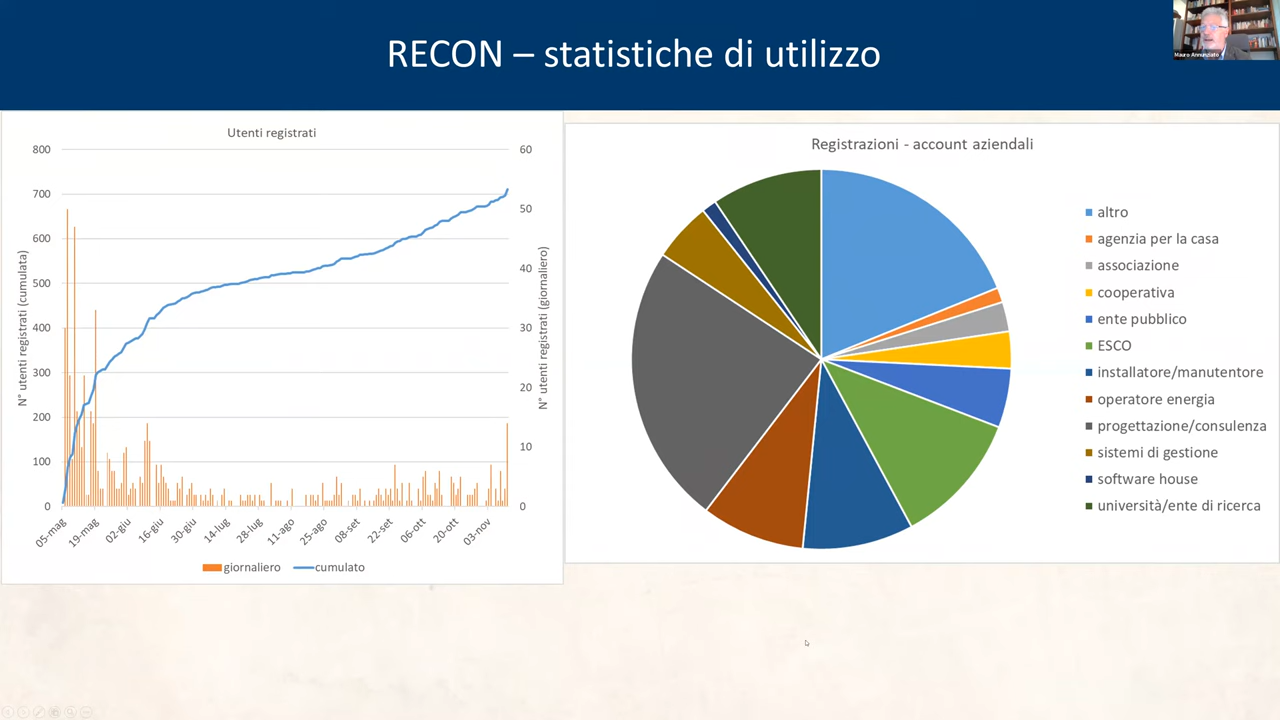 RECON – statistiche di utilizzo
Mauro Annunziato
Utenti registrati
800
700
600
500
400
300
200
100
0
60
50
40
30
20
10
0
N° utenti registrati (cumulata)
N° utenti registrati (giornaliero)
05-mag
19-mag
02-giu
16-giu
30-giu
14-lug
28-lug
11-ago
25-ago
08-set
22-set
06-ott
20-ott
03-nov
giornaliero
cumulato
Registrazioni - account aziendali
altro
agenzia per la casa
associazione
cooperativa
ente pubblico
ESCO
installatore/manutentore
operatore energia
progettazione/consulenza
sistemi di gestione
software house
università/ente di ricerca